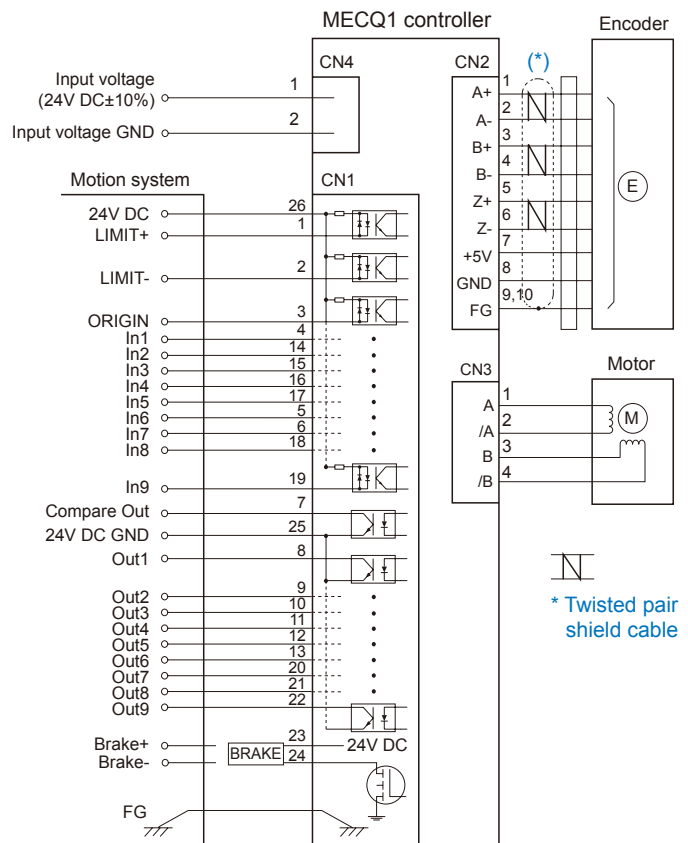 MECQ1 controller
Encoder
CN4
CN2
(*)
Input voltage
(24V DC±10%)
1
Input voltage GND
2
A+
1
A-
2
B+
3
B-
4
Z+
5
Z-
6
+5V
7
GND
8
FG
9,10
E
Motion system
CN1
24V DC
26
LIMIT+
1
LIMIT-
2
ORIGIN
3
In1
4
In2
14
In3
15
In4
16
In5
17
In6
5
In7
6
In8
18
In9
19
Compare Out
7
24V DC GND
25
Out1
8
Out2
9
Out3
10
Out4
11
Out5
12
Out6
13
Out7
20
Out8
21
Out9
22
Brake+
23
24V DC
Brake-
BRAKE
24
FG
CN3
Motor
A
1
/A
2
B
3
/B
4
M
* Twisted pair
shield cable